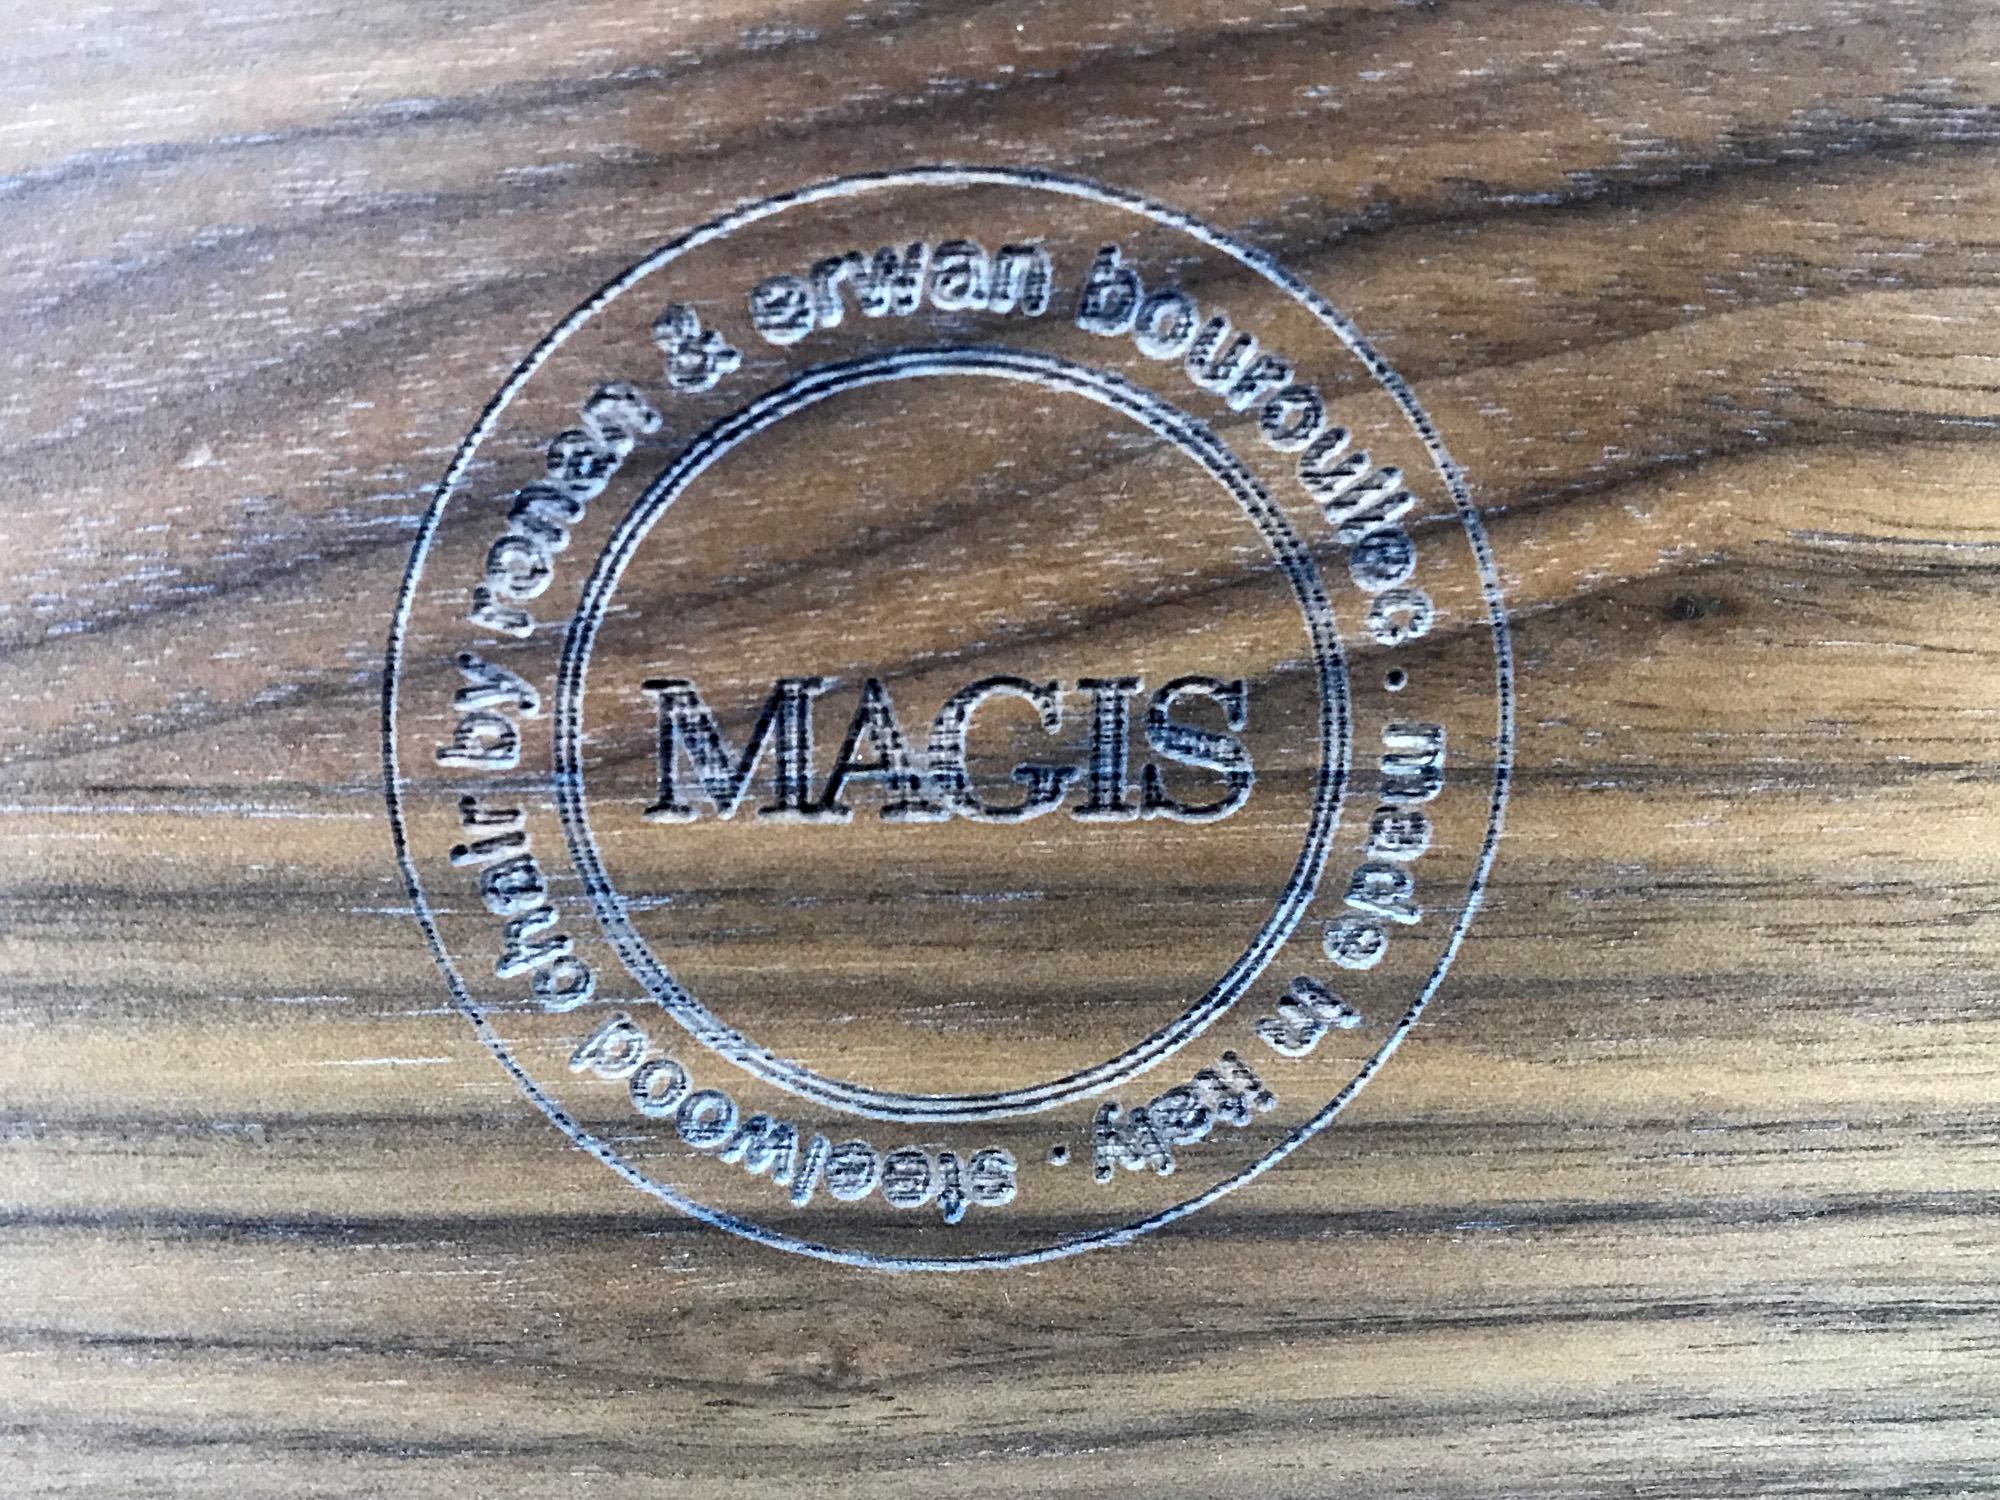 MAGIS
steelwood chair by ronan & erwan bouroullec · made in italy ·